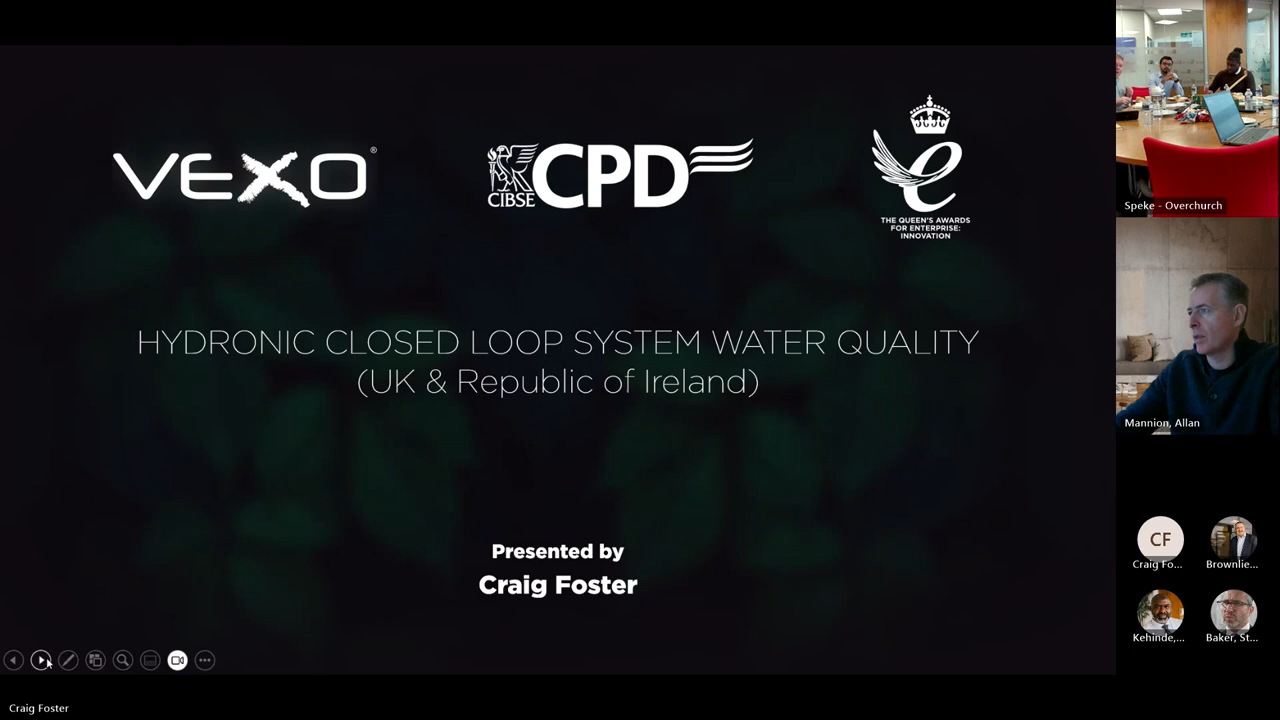 VEXO®
CIBSE CPD
THE QUEEN'S AWARDS
FOR ENTERPRISE:
INNOVATION
HYDRONIC CLOSED LOOP SYSTEM WATER QUALITY
(UK & Republic of Ireland)
Presented by
Craig Foster
Craig Foster
Speke - Overchurch
Mannion, Allan
CF
Craig Fo...
Brownlie...
Kehinde,...
Baker, St...